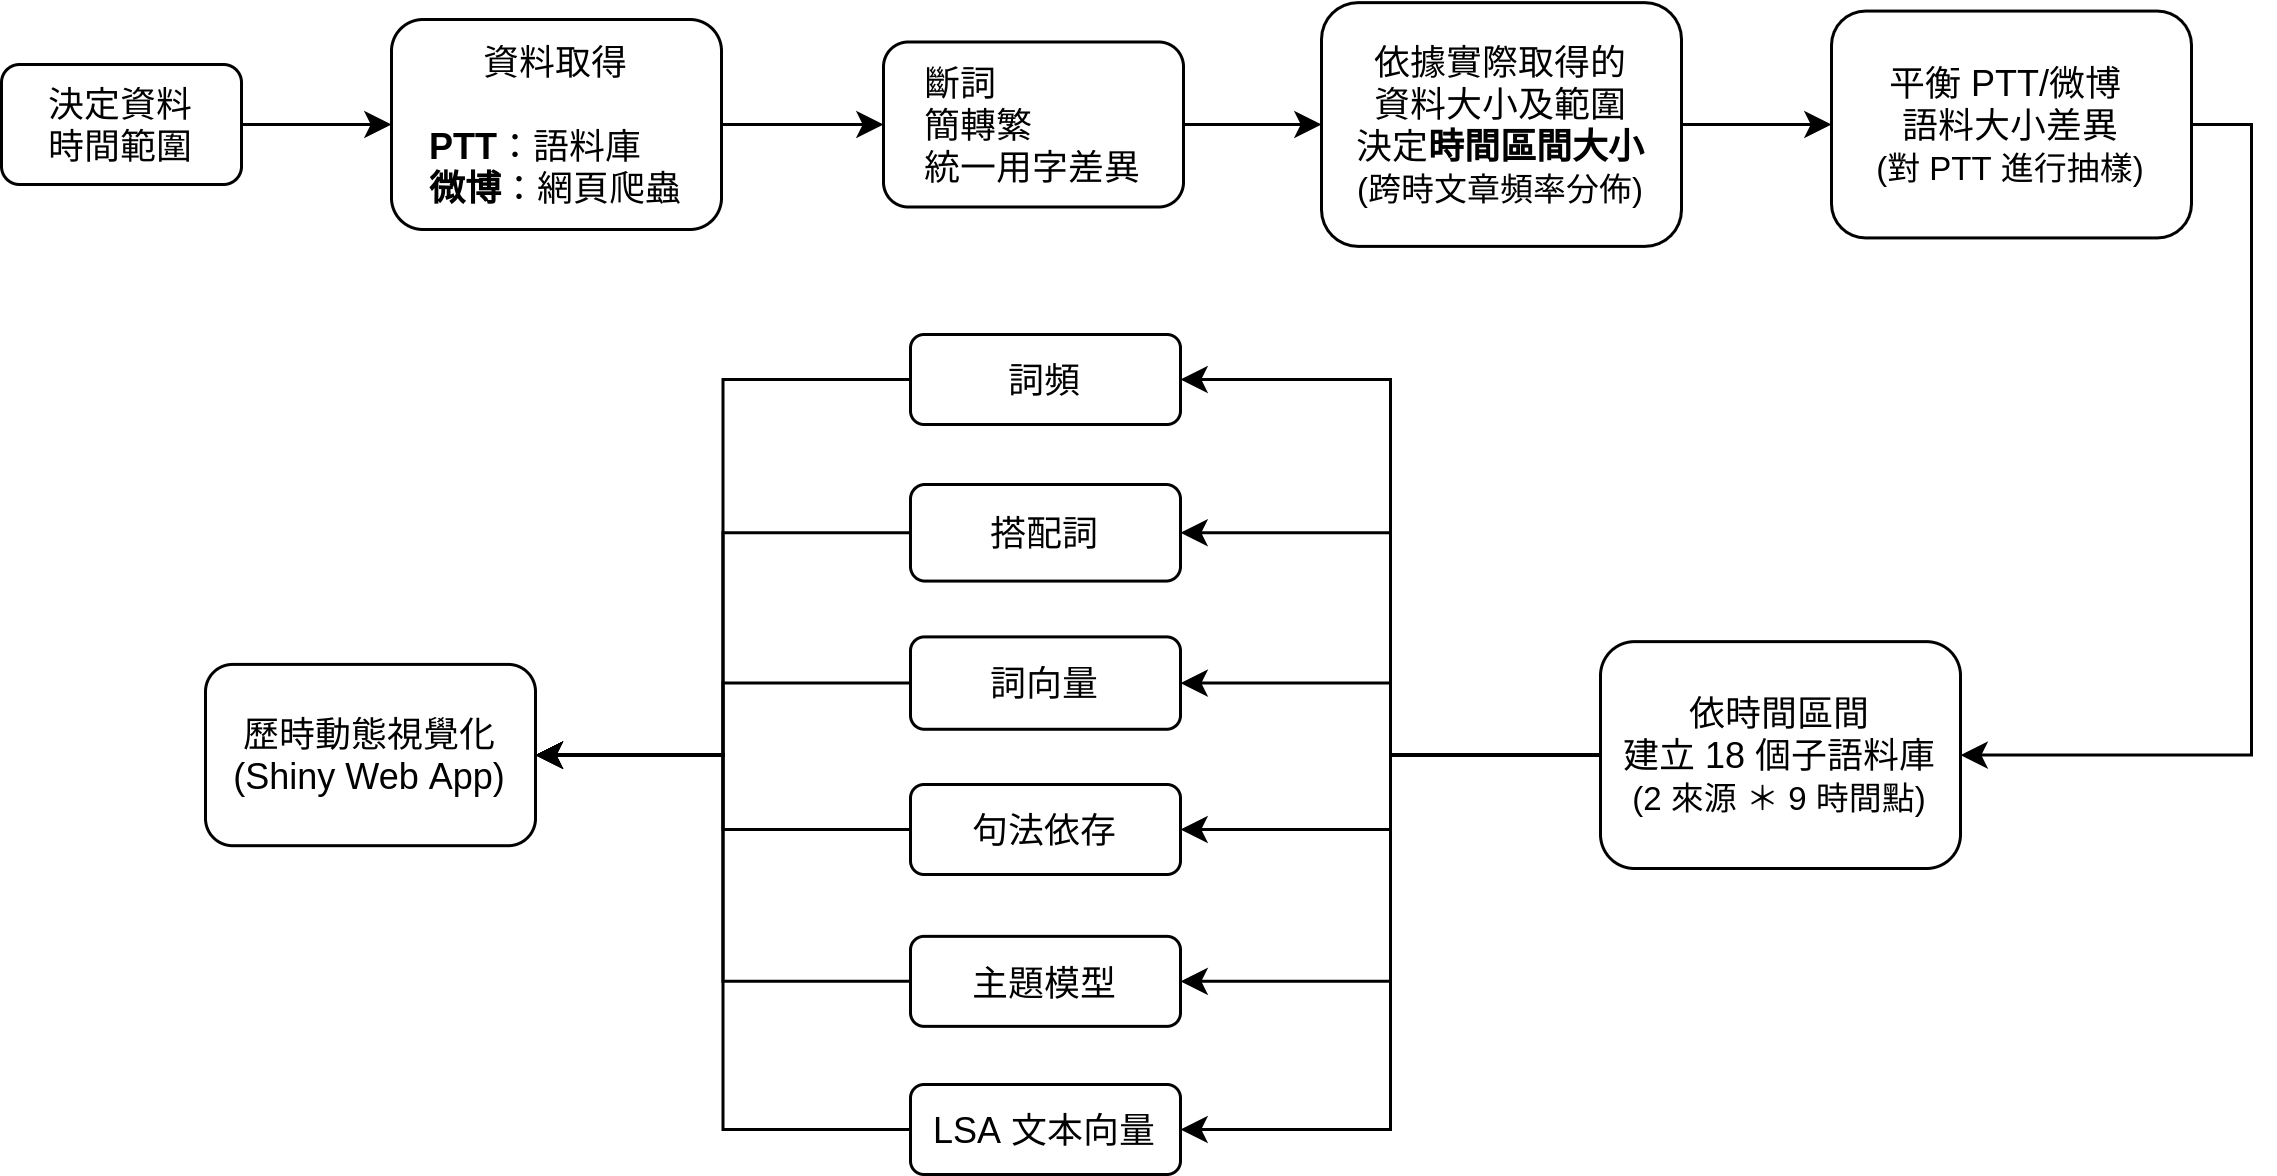 決定資料
時間範圍
資料取得
PTT：語料庫
微博：網頁爬蟲
斷詞
簡轉繁
統一用字差異
依據實際取得的
資料大小及範圍
決定時間區間大小
(跨時文章頻率分佈)
平衡 PTT/微博
語料大小差異
(對 PTT 進行抽樣)
詞頻
搭配詞
詞向量
句法依存
主題模型
LSA 文本向量
依時間區間
建立 18 個子語料庫
(2 來源 ＊ 9 時間點)
歷時動態視覺化
(Shiny Web App)